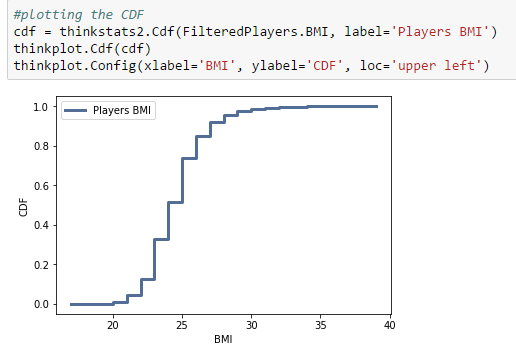 #plotting the CDF
cdf = thinkstats2.Cdf(FilteredPlayers.BMI, label='Players BMI')
thinkplot.Cdf(cdf)
thinkplot.Config(xlabel='BMI', ylabel='CDF', loc='upper left')
Players BMI
1.0
0.8
0.6
0.4
0.2
0.0
CDF
20 25 30 35 40
BMI